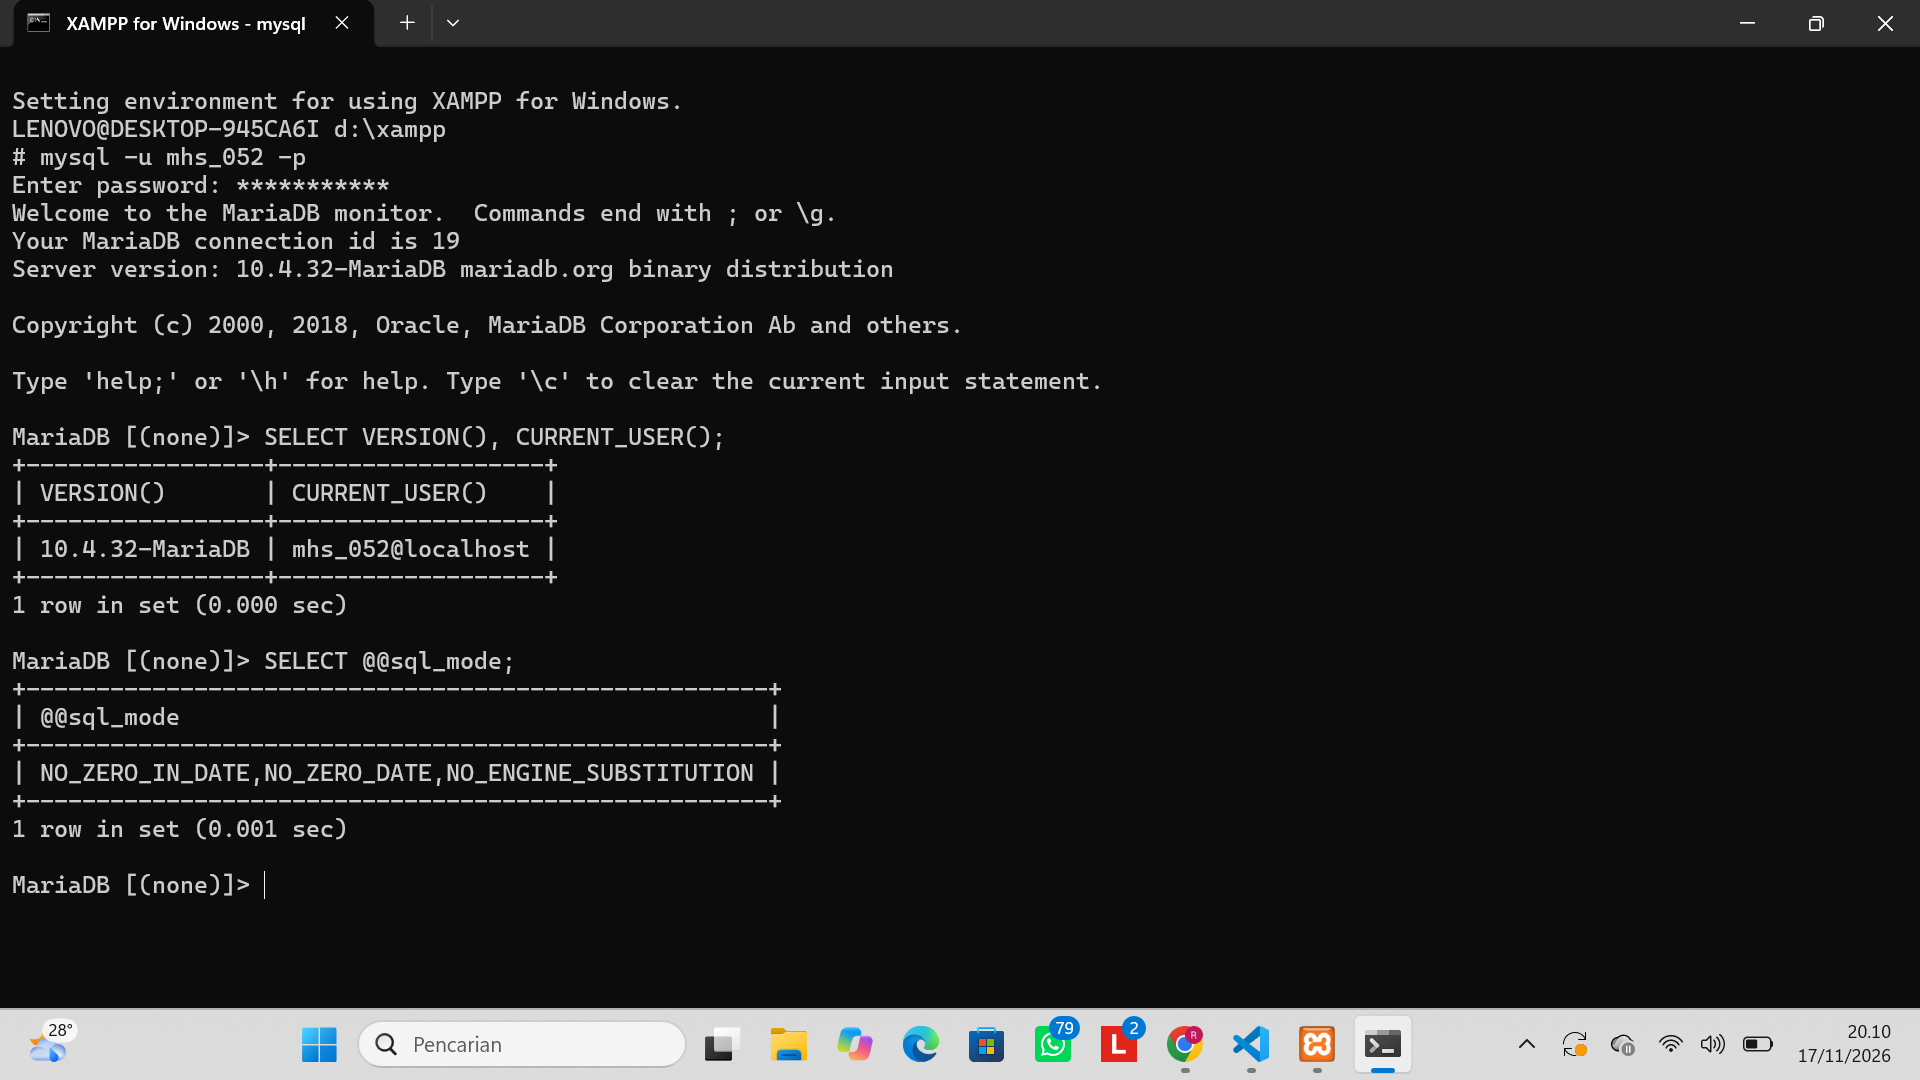 XAMPP for Windows - mysql
Setting environment for using XAMPP for Windows.
LENOVO@DESKTOP-945CA6I d:\xampp
# mysql -u mhs_052 -p
Enter password: ***********
Welcome to the MariaDB monitor.  Commands end with ; or \g.
Your MariaDB connection id is 19
Server version: 10.4.32-MariaDB mariadb.org binary distribution
Copyright (c) 2000, 2018, Oracle, MariaDB Corporation Ab and others.
Type 'help;' or '\h' for help. Type '\c' to clear the current input statement.
MariaDB [(none)]> SELECT VERSION(), CURRENT_USER();
+-----------------+-------------------+
| VERSION()       | CURRENT_USER()    |
+-----------------+-------------------+
| 10.4.32-MariaDB | mhs_052@localhost |
+-----------------+-------------------+
1 row in set (0.000 sec)
MariaDB [(none)]> SELECT @@sql_mode;
+-----------------------------------------------------+
| @@sql_mode                                          |
+-----------------------------------------------------+
| NO_ZERO_IN_DATE,NO_ZERO_DATE,NO_ENGINE_SUBSTITUTION |
+-----------------------------------------------------+
1 row in set (0.001 sec)
MariaDB [(none)]>
28°
Pencarian
79
L 2
R
20.10
17/11/2026